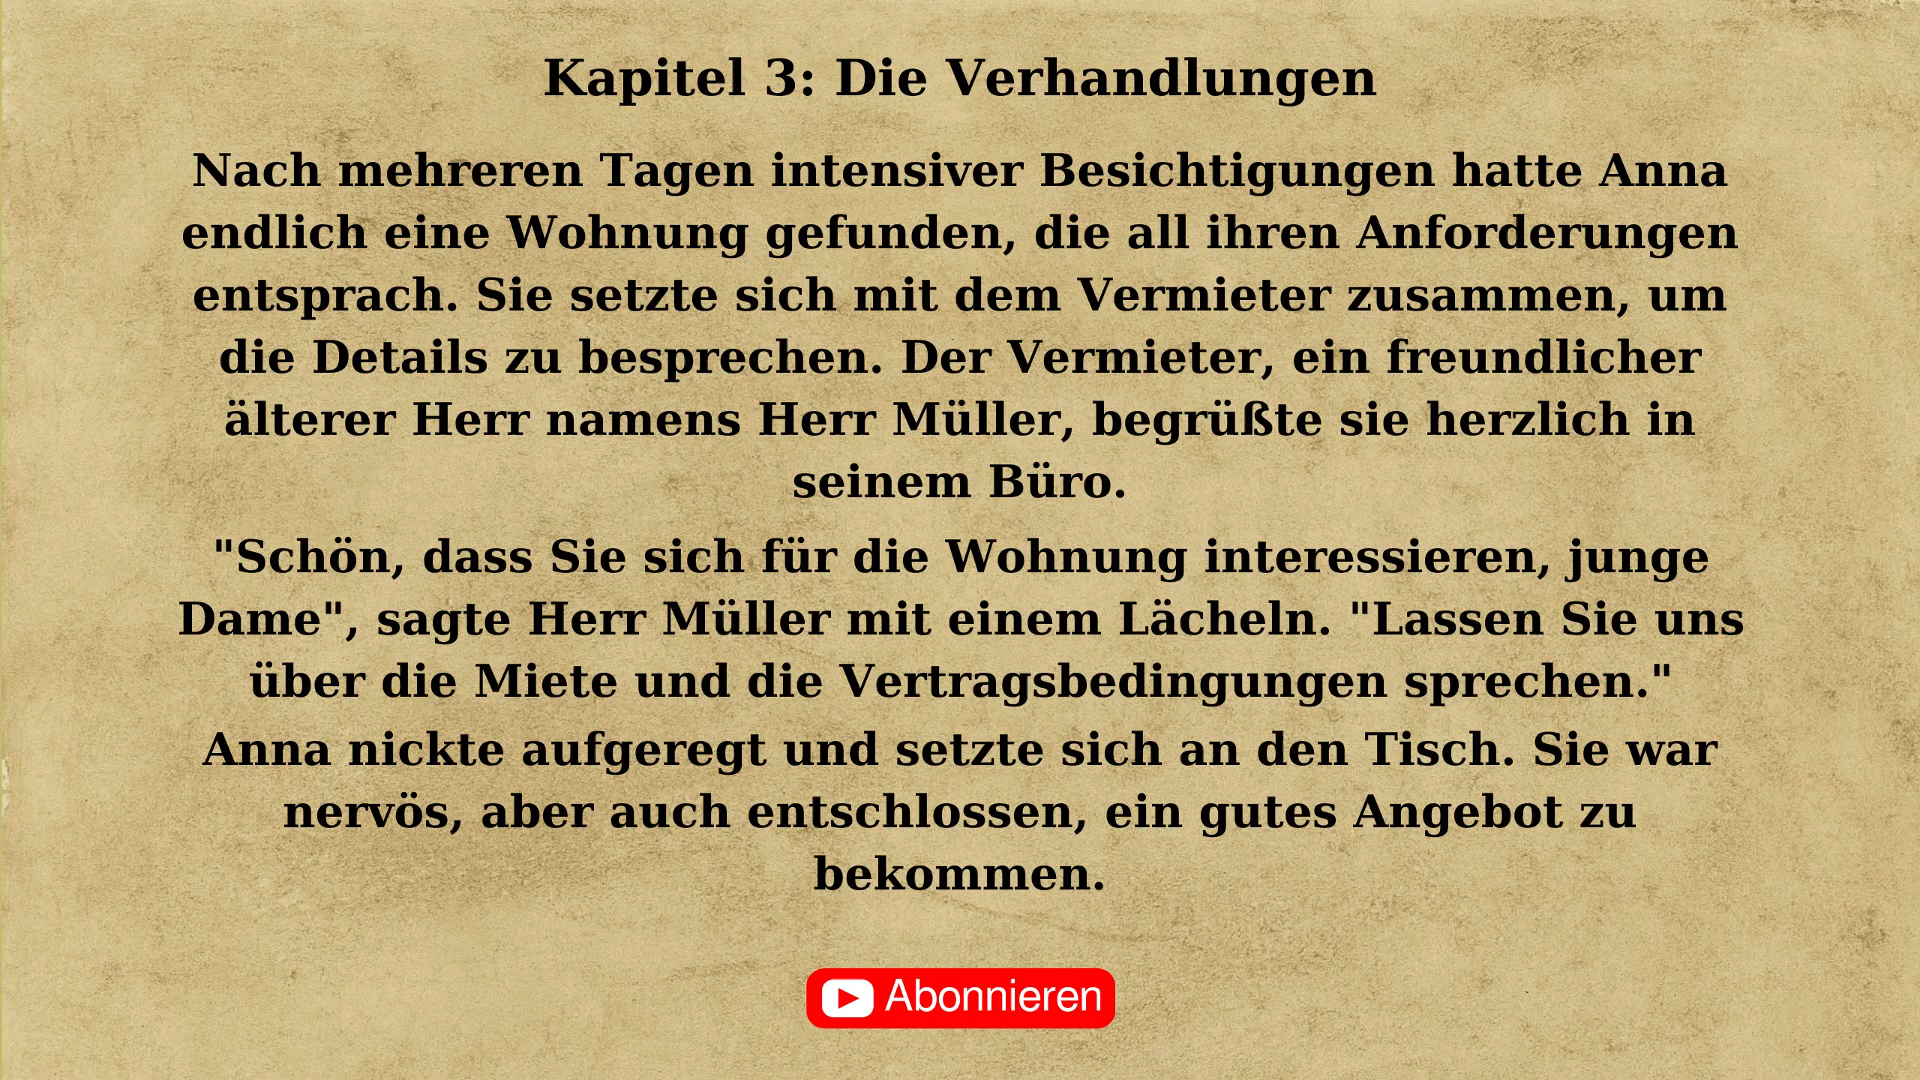 Kapitel 3: Die Verhandlungen
Nach mehreren Tagen intensiver Besichtigungen hatte Anna
endlich eine Wohnung gefunden, die all ihren Anforderungen
entsprach. Sie setzte sich mit dem Vermieter zusammen, um
die Details zu besprechen. Der Vermieter, ein freundlicher
älterer Herr namens Herr Müller, begrüßte sie herzlich in
seinem Büro.
"Schön, dass Sie sich für die Wohnung interessieren, junge
Dame", sagte Herr Müller mit einem Lächeln. "Lassen Sie uns
über die Miete und die Vertragsbedingungen sprechen."
Anna nickte aufgeregt und setzte sich an den Tisch. Sie war
nervös, aber auch entschlossen, ein gutes Angebot zu
bekommen.
Abonnieren